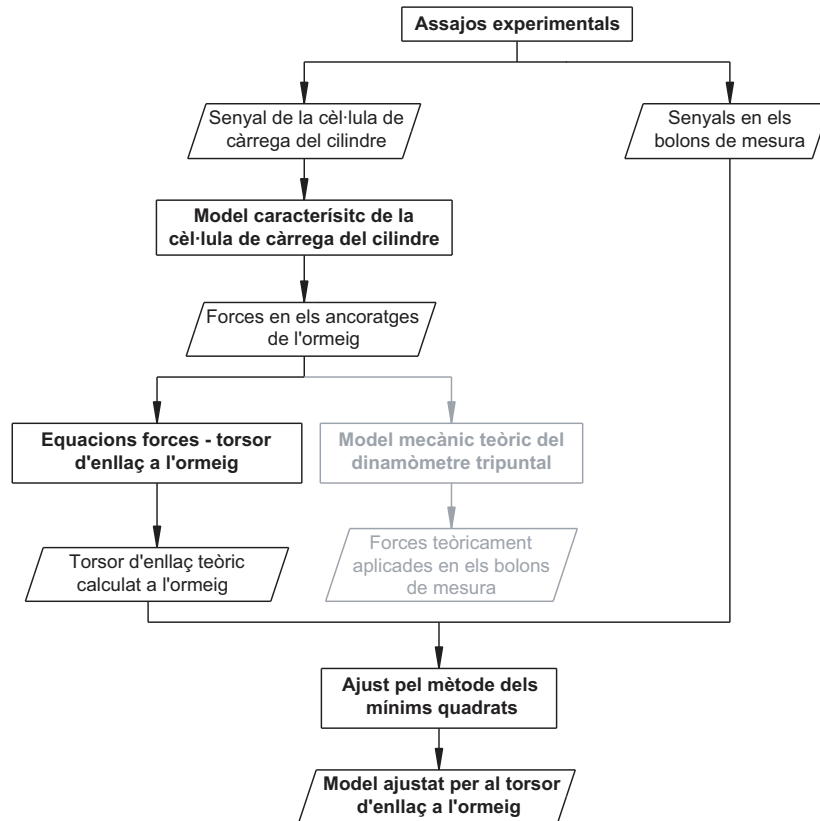 Assajos experimentals
Senyal de la cèl·lula de
càrrega del cilindre
Senyals en els
bolons de mesura
Model caracterísitc de la
cèl·lula de càrrega del cilindre
Forces en els ancoratges
de l'ormeig
Equacions forces - torsor
d'enllaç a l'ormeig
Model mecànic teòric del
dinamòmetre tripuntal
Torsor d'enllaç teòric
calculat a l'ormeig
Forces teòricament
aplicades en els bolons
de mesura
Ajust pel mètode dels
mínims quadrats
Model ajustat per al torsor
d'enllaç a l'ormeig